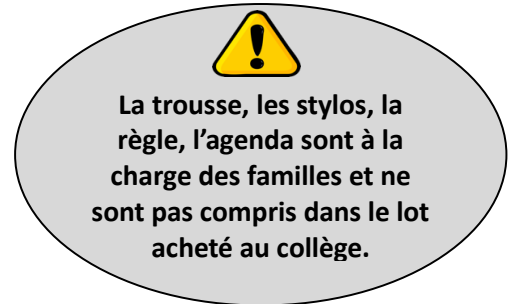 La trousse, les stylos, la
règle, l’agenda sont à la
charge des familles et ne
sont pas compris dans le lot
acheté au collège.